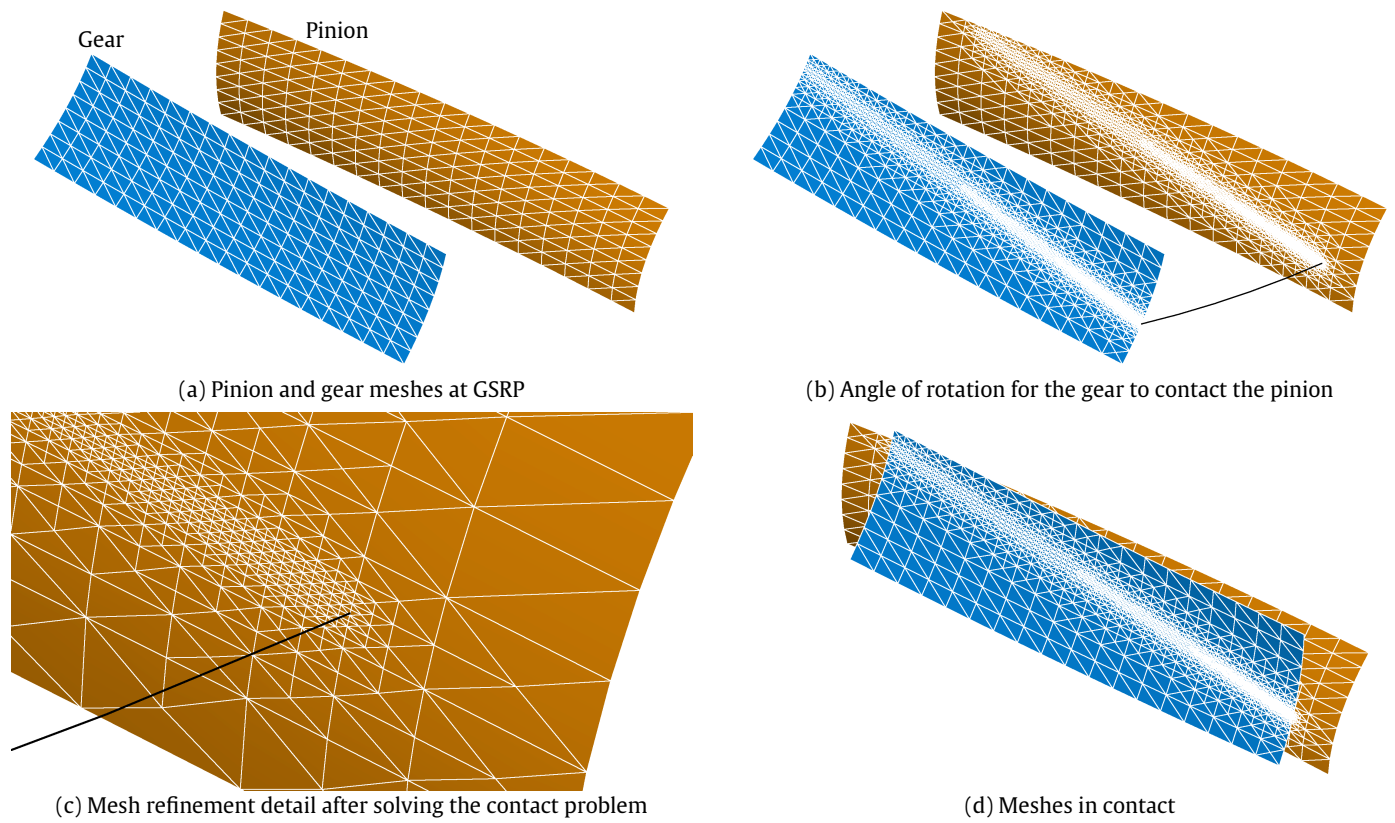 Gear
Pinion
(a) Pinion and gear meshes at GSRP
(b) Angle of rotation for the gear to contact the pinion
(c) Mesh refinement detail after solving the contact problem
(d) Meshes in contact